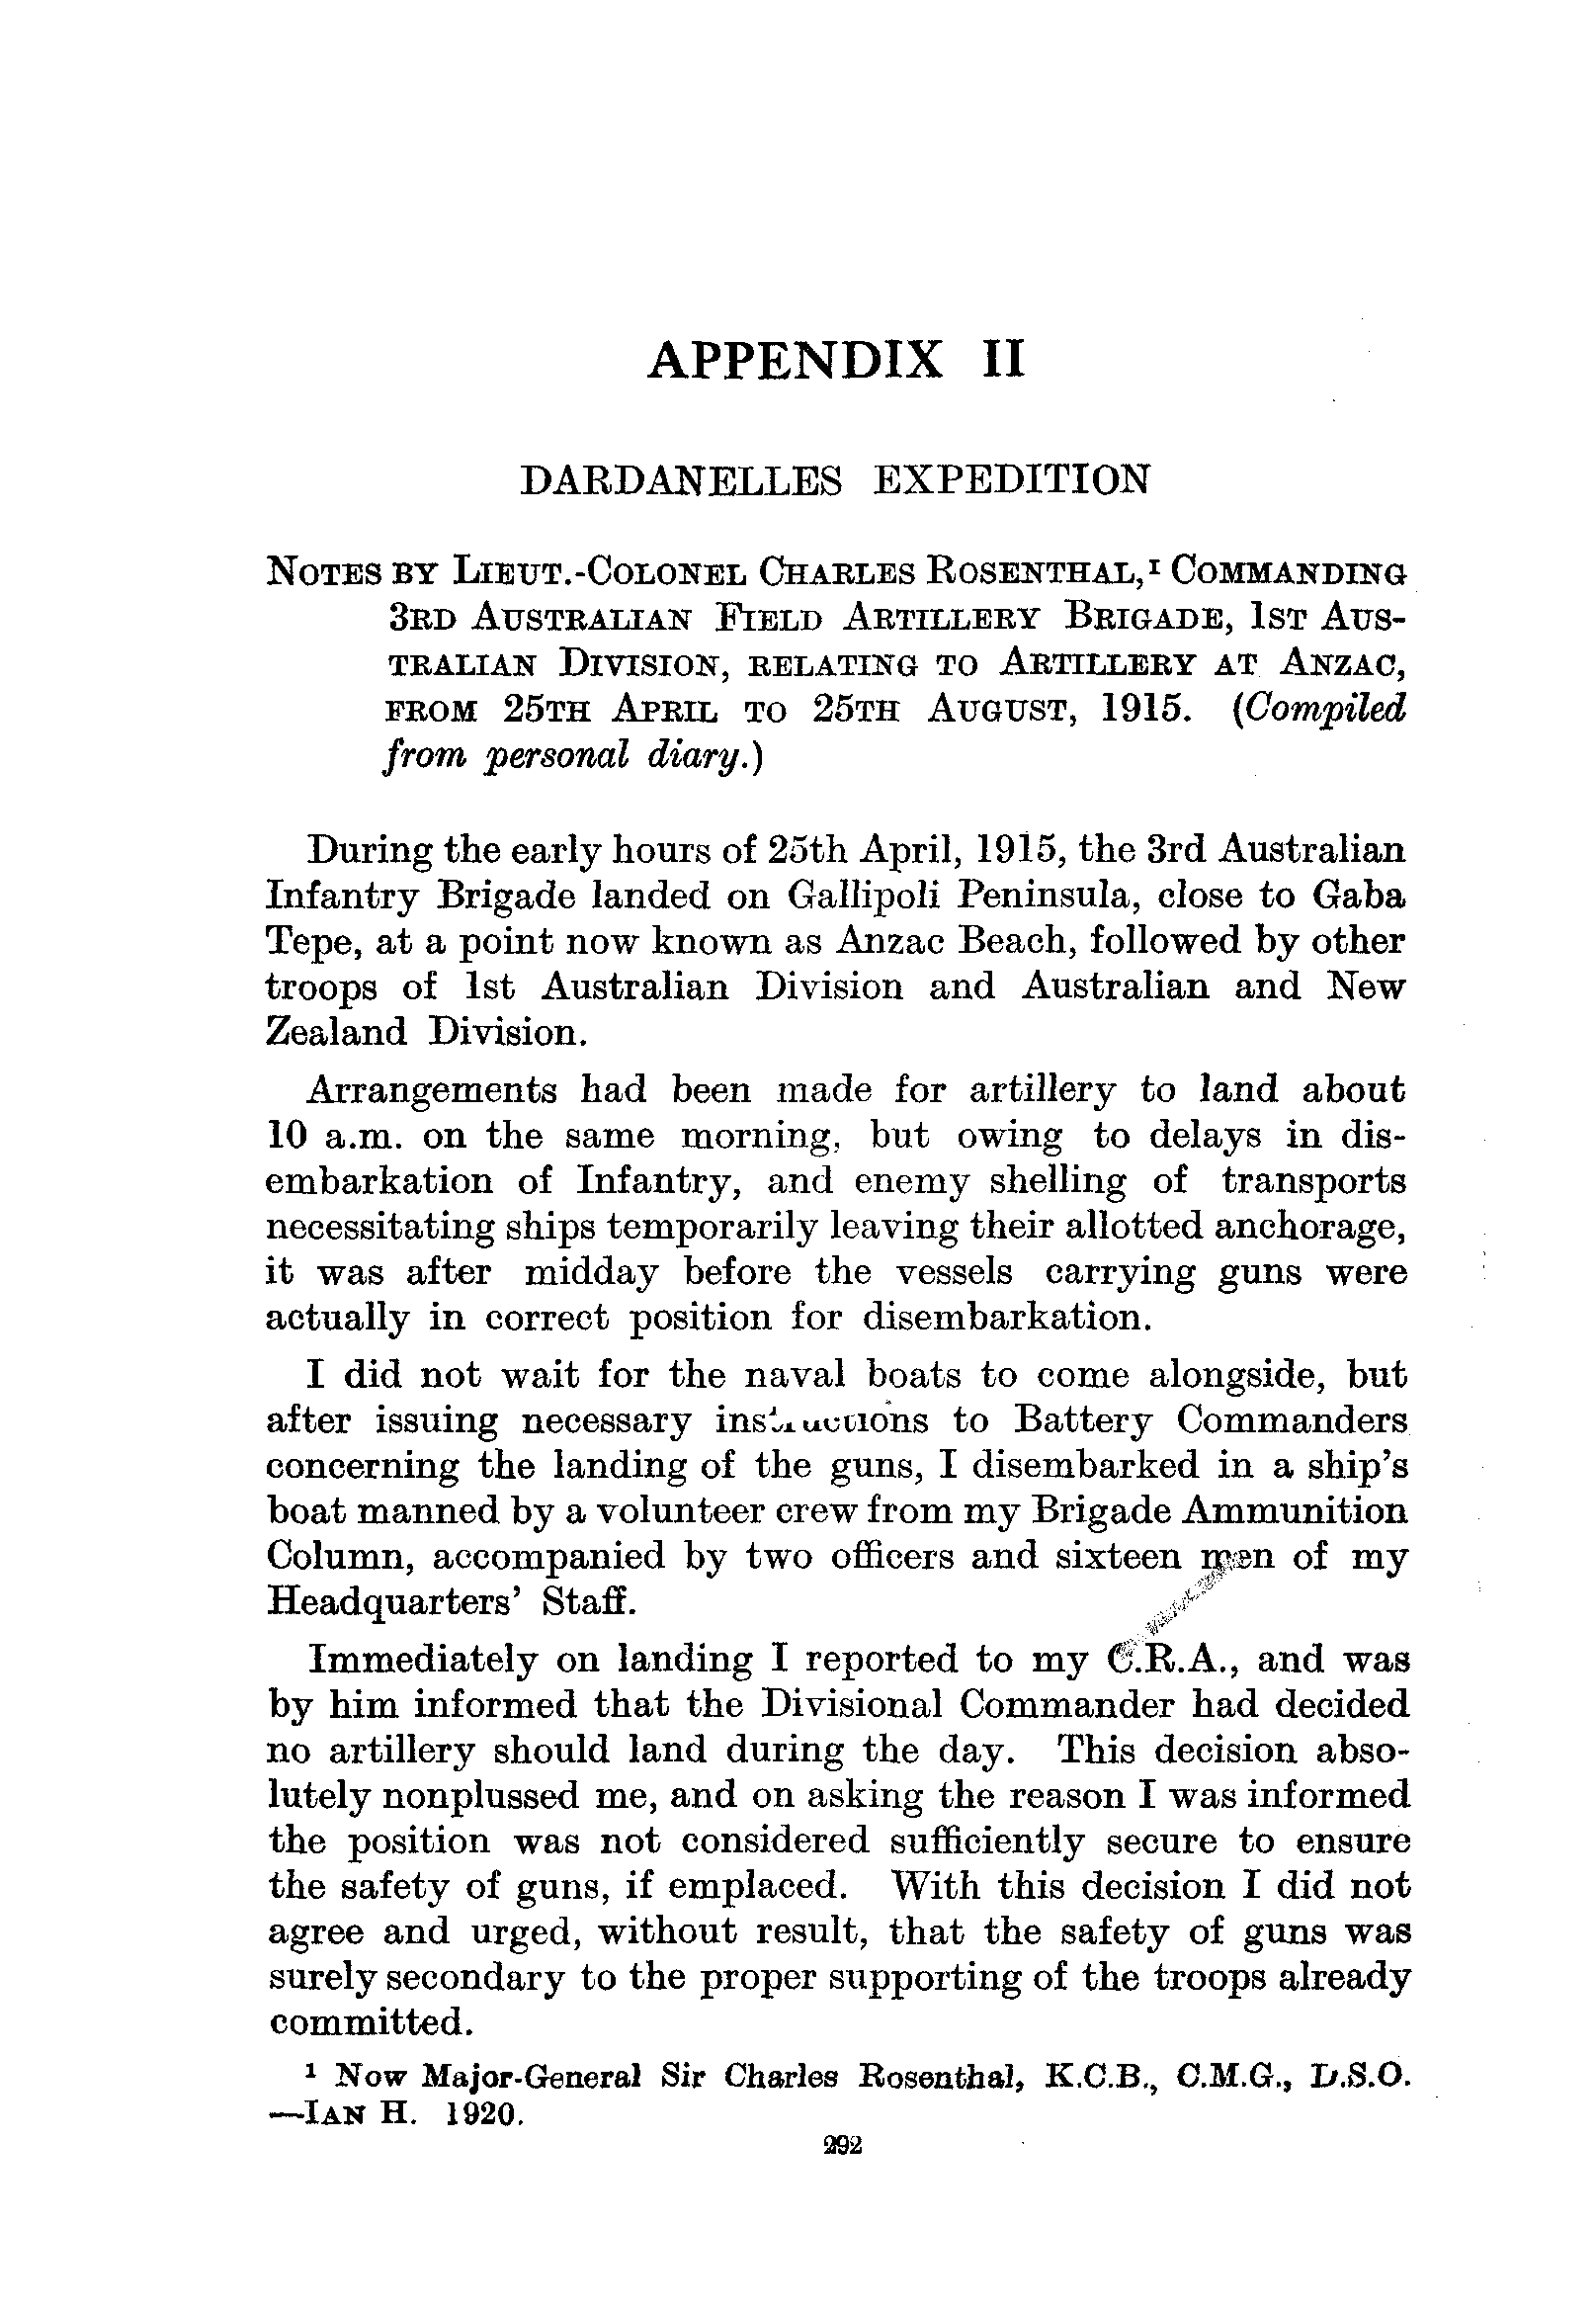 APPENDIX II
DARDANELLES EXPEDITION
NOTES BY LIEUT.-COLONEL CHARLES ROSENTHAL,¹ COMMANDING
3RD AUSTRALIAN FIELD ARTILLERY BRIGADE, 1ST AUS-
TRALIAN DIVISION, RELATING TO ARTILLERY AT ANZAC,
FROM 25TH APRIL TO 25TH AUGUST, 1915. (Compiled
from personal diary.)
During the early hours of 25th April, 1915, the 3rd Australian
Infantry Brigade landed on Gallipoli Peninsula, close to Gaba
Tepe, at a point now known as Anzac Beach, followed by other
troops of 1st Australian Division and Australian and New
Zealand Division.
Arrangements had been made for artillery to land about
10 a.m. on the same morning, but owing to delays in dis-
embarkation of Infantry, and enemy shelling of transports
necessitating ships temporarily leaving their allotted anchorage,
it was after midday before the vessels carrying guns were
actually in correct position for disembarkation.
I did not wait for the naval boats to come alongside, but
after issuing necessary instructions to Battery Commanders
concerning the landing of the guns, I disembarked in a ship's
boat manned by a volunteer crew from my Brigade Ammunition
Column, accompanied by two officers and sixteen men of my
Headquarters' Staff.
Immediately on landing I reported to my C.R.A., and was
by him informed that the Divisional Commander had decided
no artillery should land during the day. This decision abso-
lutely nonplussed me, and on asking the reason I was informed
the position was not considered sufficiently secure to ensure
the safety of guns, if emplaced. With this decision I did not
agree and urged, without result, that the safety of guns was
surely secondary to the proper supporting of the troops already
committed.
¹ Now Major-General Sir Charles Rosenthal, K.C.B., C.M.G., D.S.O.
—IAN H. 1920.
292